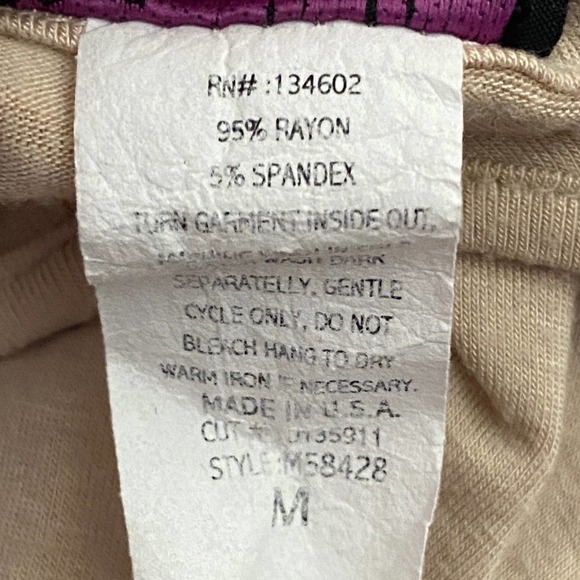 RN# :134602
95% RAYON
5% SPANDEX
TURN GARMENT INSIDE OUT,
WASH DARK
SEPARATELLY, GENTLE
CYCLE ONLY, DO NOT
BLEACH HANG TO DRY
WARM IRON IF NECESSARY.
MADE IN U.S.A.
CUT #
STYLE:M58428
M